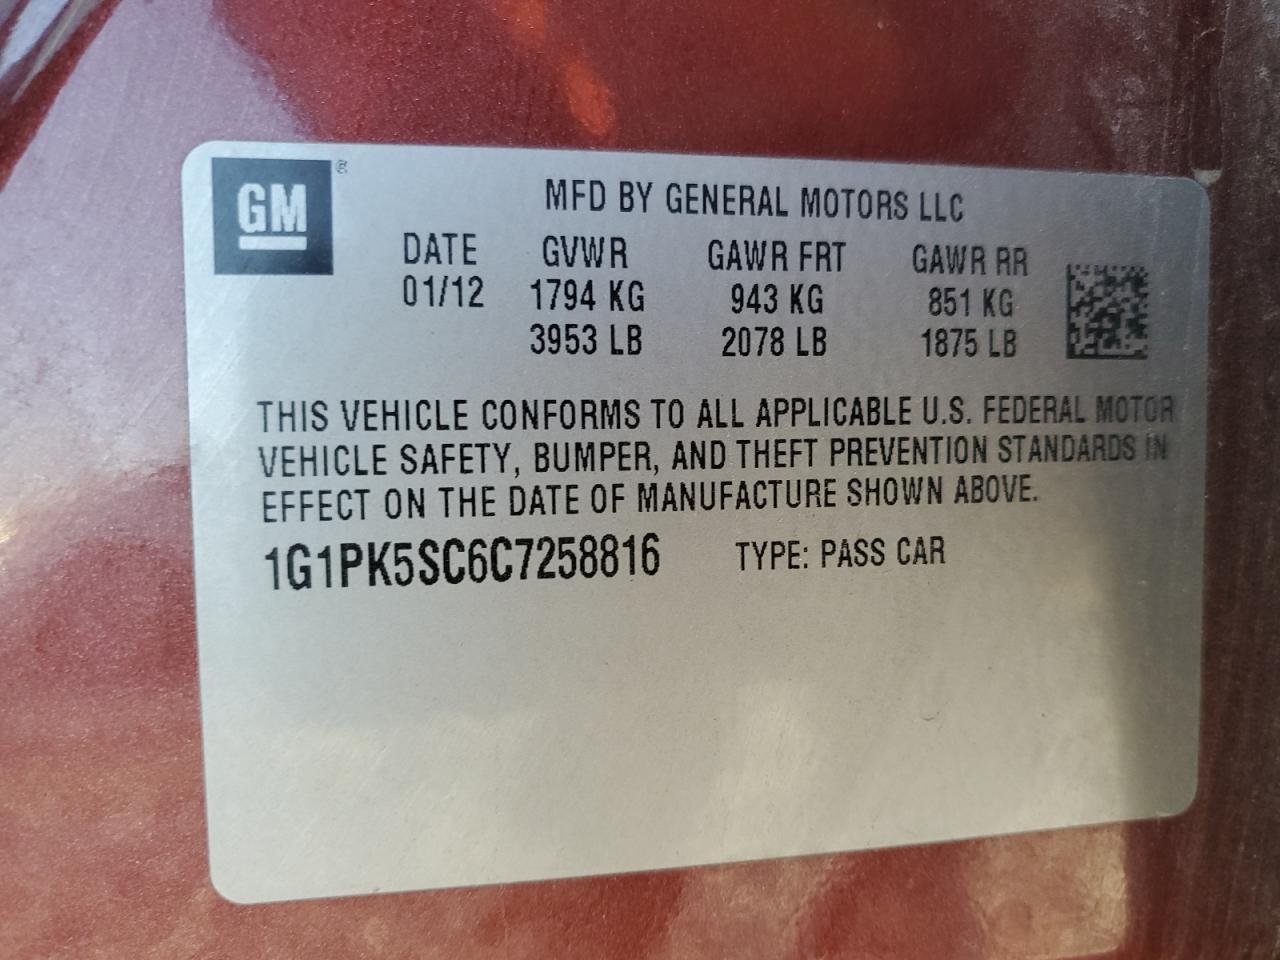 GM ®
MFD BY GENERAL MOTORS LLC
DATE GVWR GAWR FRT GAWR RR
01/12 1794 KG 943 KG 851 KG
3953 LB 2078 LB 1875 LB
THIS VEHICLE CONFORMS TO ALL APPLICABLE U.S. FEDERAL MOTOR
VEHICLE SAFETY, BUMPER, AND THEFT PREVENTION STANDARDS IN
EFFECT ON THE DATE OF MANUFACTURE SHOWN ABOVE.
1G1PK5SC6C7258816 TYPE: PASS CAR